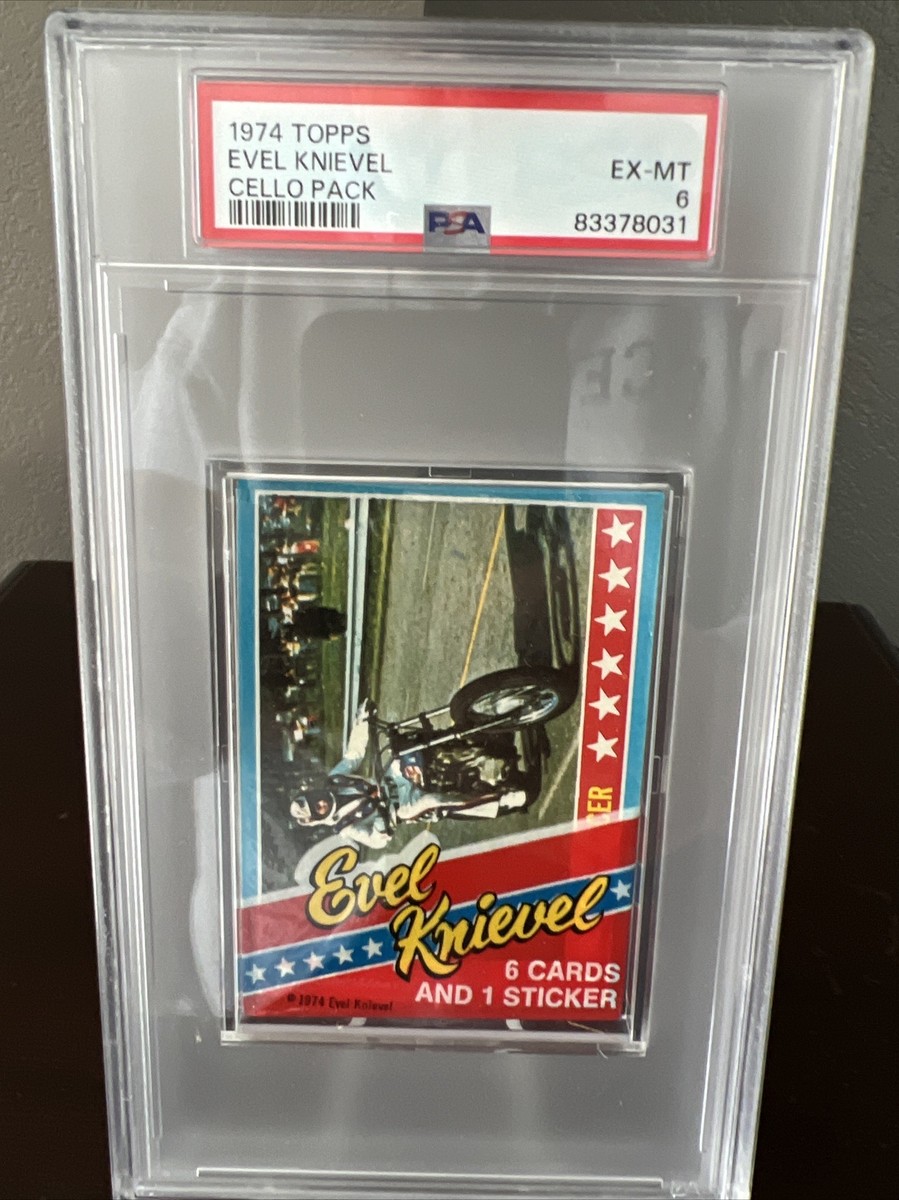 1974 TOPPS
EVEL KNIEVEL
CELLO PACK
EX-MT
6
83378031
PSA
Evel
Knievel
6 CARDS
AND 1 STICKER
© 1974 Evel Knievel